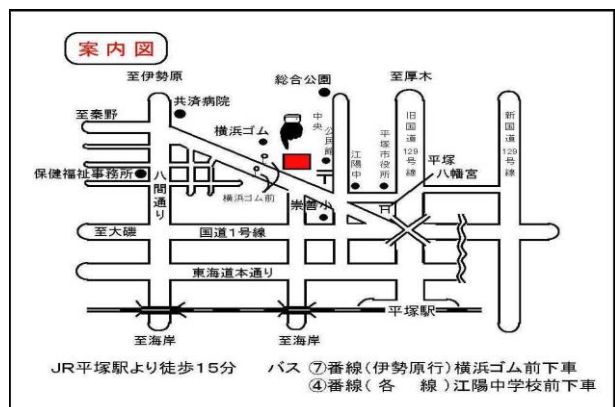 案内図
至伊勢原
総合公園
至厚木
共済病院
至秦野
横浜ゴム
中央公民館
旧国道129号線
新国道129号線
江陽中
平塚市役所
平塚八幡宮
保健福祉事務所
八間通り
横浜ゴム前
崇善小
至大磯
国道1号線
東海道本通り
平塚駅
至海岸
至海岸
JR平塚駅より徒歩15分 バス ⑦番線(伊勢原行)横浜ゴム前下車
④番線(各 線)江陽中学校前下車